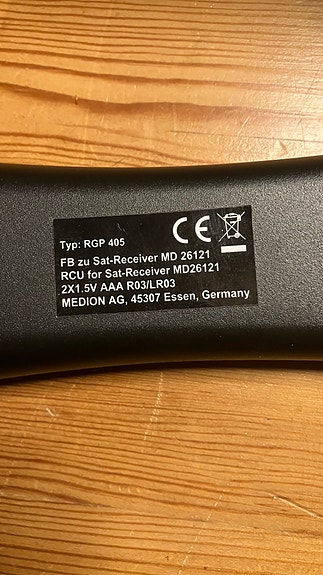 Typ: RGP 405
CE
FB zu Sat-Receiver MD 26121
RCU for Sat-Receiver MD26121
2X1.5V AAA R03/LR03
MEDION AG, 45307 Essen, Germany